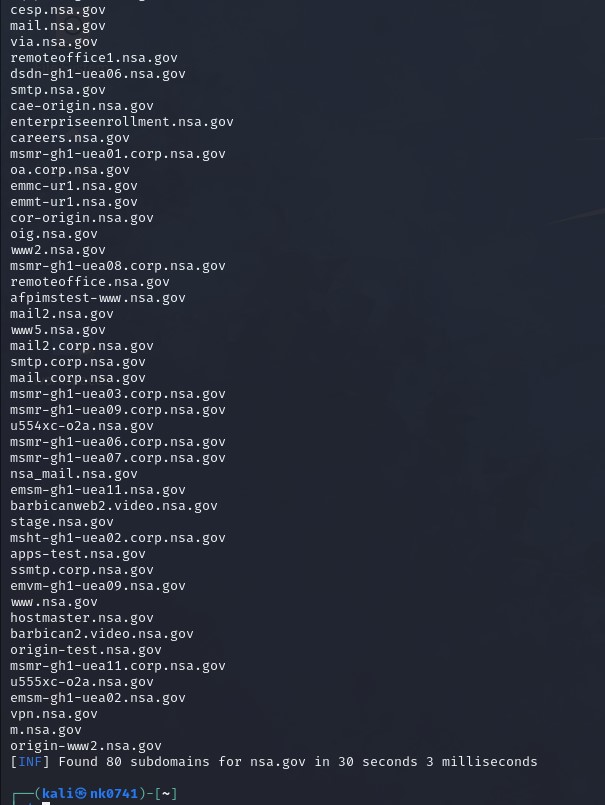 cesp.nsa.gov
mail.nsa.gov
via.nsa.gov
remoteoffice1.nsa.gov
dsdn-gh1-uea06.nsa.gov
smtp.nsa.gov
cae-origin.nsa.gov
enterpriseenrollment.nsa.gov
careers.nsa.gov
msmr-gh1-uea01.corp.nsa.gov
oa.corp.nsa.gov
emmc-ur1.nsa.gov
emmt-ur1.nsa.gov
cor-origin.nsa.gov
oig.nsa.gov
www2.nsa.gov
msmr-gh1-uea08.corp.nsa.gov
remoteoffice.nsa.gov
afpimstest-www.nsa.gov
mail2.nsa.gov
www5.nsa.gov
mail2.corp.nsa.gov
smtp.corp.nsa.gov
mail.corp.nsa.gov
msmr-gh1-uea03.corp.nsa.gov
msmr-gh1-uea09.corp.nsa.gov
u554xc-o2a.nsa.gov
msmr-gh1-uea06.corp.nsa.gov
msmr-gh1-uea07.corp.nsa.gov
nsa_mail.nsa.gov
emsm-gh1-uea11.nsa.gov
barbicanweb2.video.nsa.gov
stage.nsa.gov
msht-gh1-uea02.corp.nsa.gov
apps-test.nsa.gov
ssmtp.corp.nsa.gov
emvm-gh1-uea09.nsa.gov
www.nsa.gov
hostmaster.nsa.gov
barbican2.video.nsa.gov
origin-test.nsa.gov
msmr-gh1-uea11.corp.nsa.gov
u555xc-o2a.nsa.gov
emsm-gh1-uea02.nsa.gov
vpn.nsa.gov
m.nsa.gov
origin-www2.nsa.gov
[INF] Found 80 subdomains for nsa.gov in 30 seconds 3 milliseconds
┌──(kali㉿nk0741)-[~]